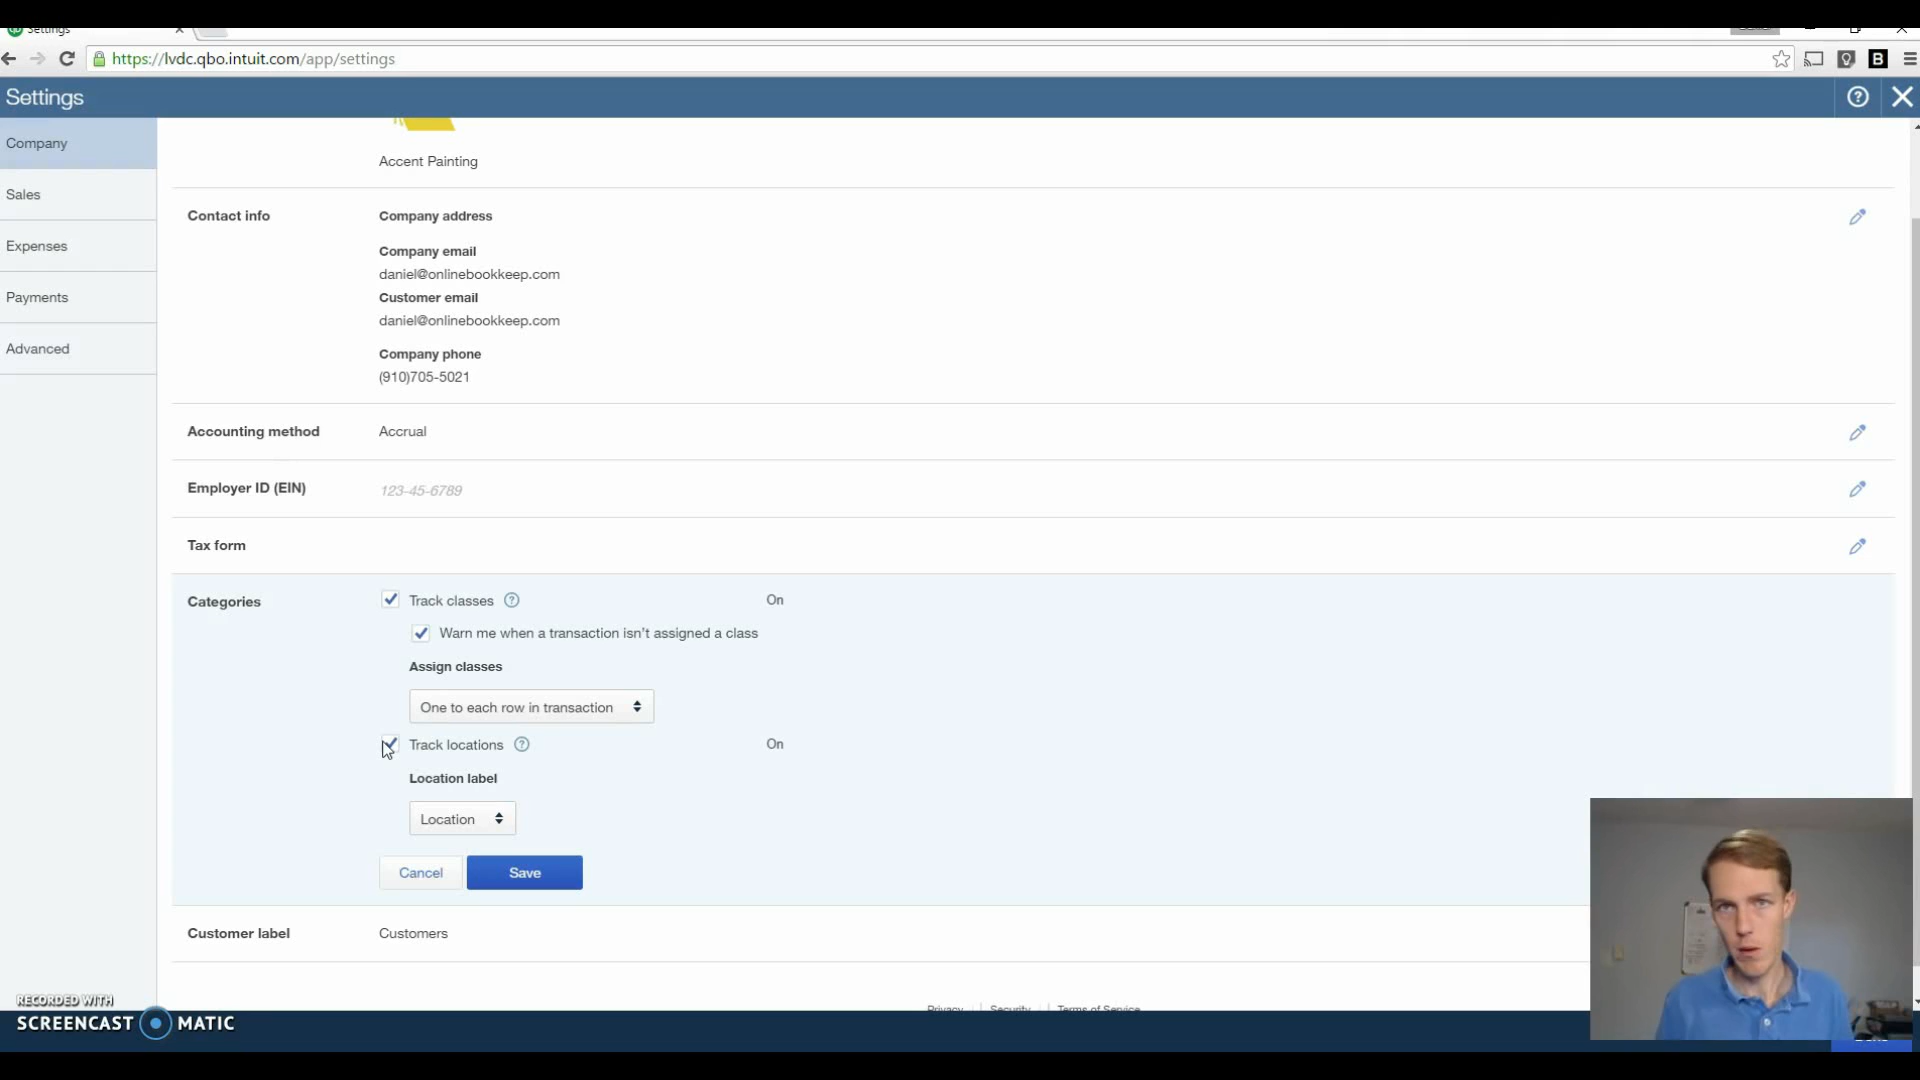 Settings
https://lvdc.qbo.intuit.com/app/settings
B
Settings
Company
Sales
Expenses
Payments
Advanced
Accent Painting
Contact info
Company address
Company email
daniel@onlinebookkeep.com
Customer email
daniel@onlinebookkeep.com
Company phone
(910)705-5021
Accounting method Accrual
Employer ID (EIN) 123-45-6789
Tax form
Categories
Track classes ? On
Warn me when a transaction isn't assigned a class
Assign classes
One to each row in transaction
Track locations ? On
Location label
Location
Cancel Save
Customer label Customers
Privacy | Security | Terms of Service
RECORDED WITH
SCREENCAST MATIC